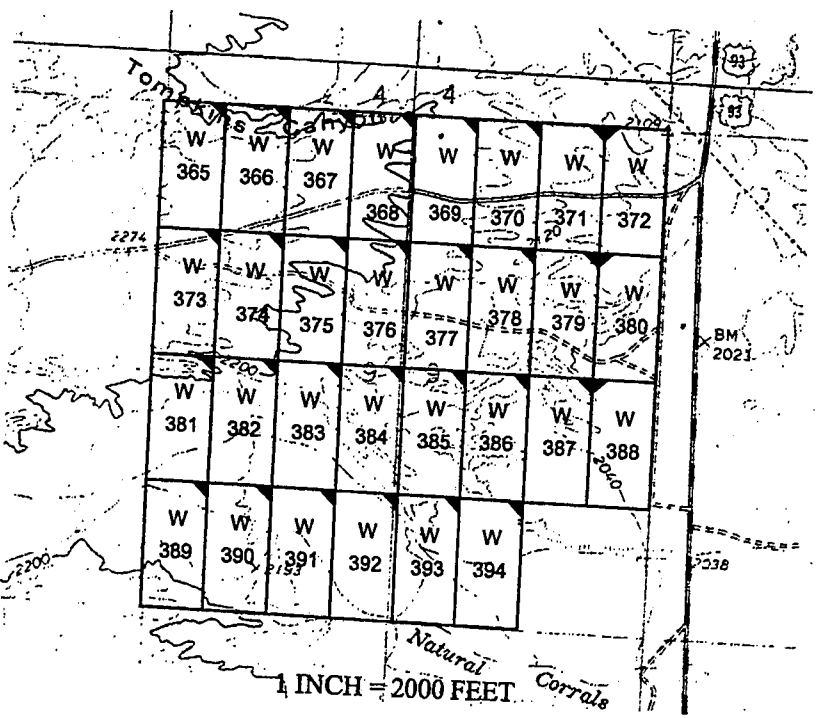 93
Tompkins Canyon
4 4
93
W W W W W W W W
365 366 367 368 369 370 371 372
2274
W W W W W W W W
373 374 375 376 377 378 379 380
BM
2021
2200
W W W W W W W W
381 382 383 384 385 386 387 388
2040
W W W W W W
389 390 391 392 393 394
2200
2193
2038
Natural Corrals
1 INCH = 2000 FEET